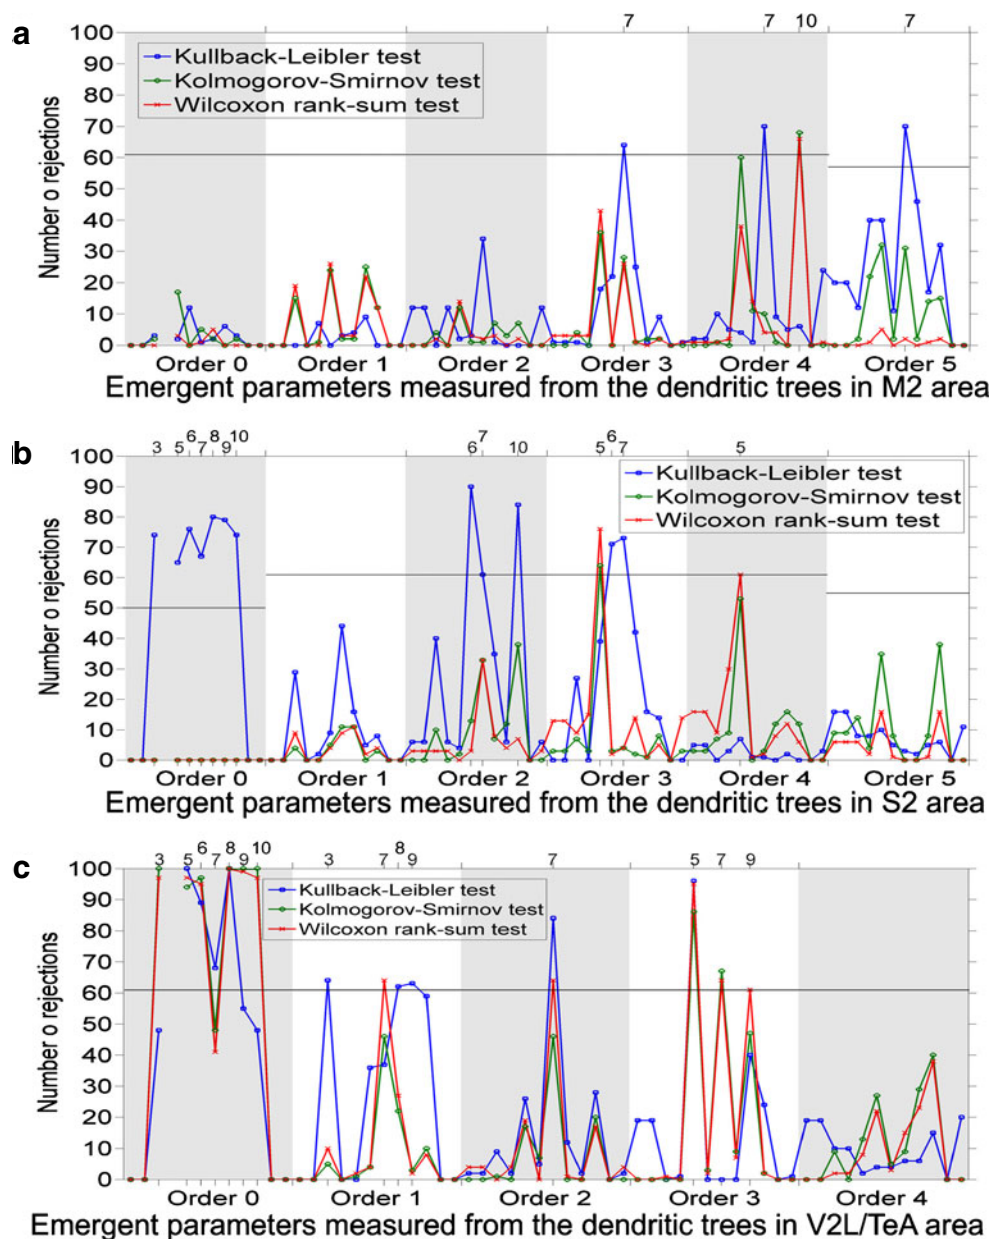 a
7 7 10 7
100
90
80
70
60
50
40
30
20
10
0
Number o rejections
Kullback-Leibler test
Kolmogorov-Smirnov test
Wilcoxon rank-sum test
Order 0 Order 1 Order 2 Order 3 Order 4 Order 5
Emergent parameters measured from the dendritic trees in M2 area
b
3 5 6 7 8 9 10 6 7 10 5 6 7 5
100
90
80
70
60
50
40
30
20
10
0
Number o rejections
Kullback-Leibler test
Kolmogorov-Smirnov test
Wilcoxon rank-sum test
Order 0 Order 1 Order 2 Order 3 Order 4 Order 5
Emergent parameters measured from the dendritic trees in S2 area
c
3 5 6 7 8 9 10 3 7 8 9 7 5 7 9
100
90
80
70
60
50
40
30
20
10
0
Number o rejections
Kullback-Leibler test
Kolmogorov-Smirnov test
Wilcoxon rank-sum test
Order 0 Order 1 Order 2 Order 3 Order 4
Emergent parameters measured from the dendritic trees in V2L/TeA area